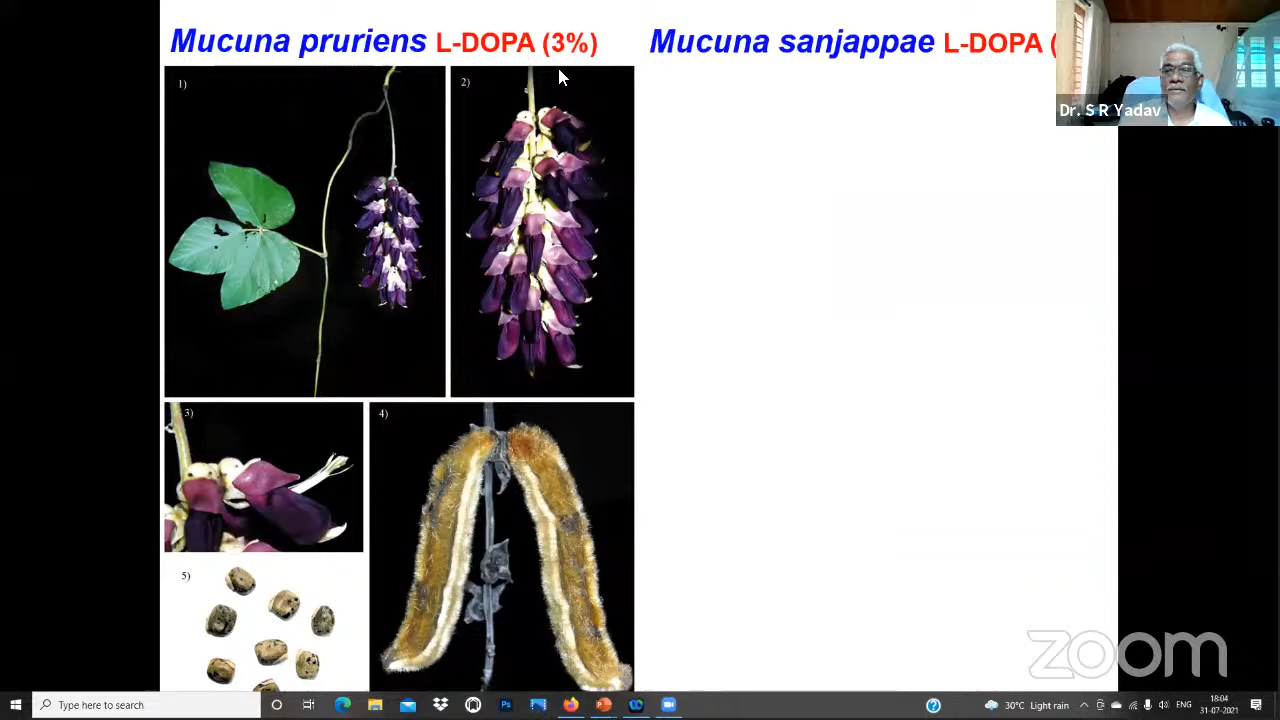 Mucuna pruriens L-DOPA (3%)
Mucuna sanjappae L-DOPA (
Dr. S R Yadav
1)
2)
3)
4)
5)
zoom
Type here to search
30°C Light rain
ENG
18:04
31-07-2021